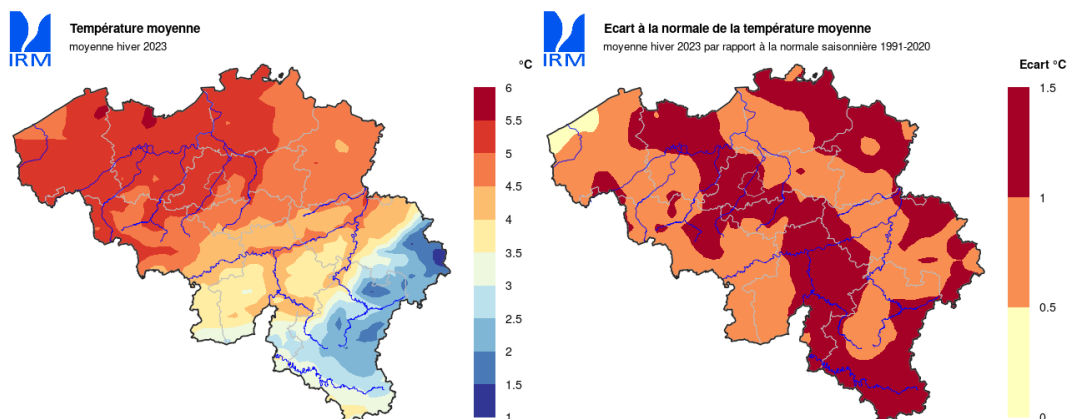 Température moyenne
moyenne hiver 2023
IRM
°C
6
5.5
5
4.5
4
3.5
3
2.5
2
1.5
1
Ecart à la normale de la température moyenne
moyenne hiver 2023 par rapport à la normale saisonnière 1991-2020
IRM
Ecart °C
1.5
1
0.5
0